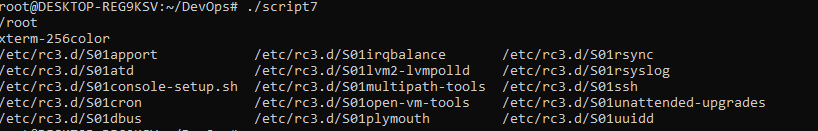 root@DESKTOP-REG9KSV:~/DevOps# ./script7
/root
xterm-256color
/etc/rc3.d/S01apport /etc/rc3.d/S01irqbalance /etc/rc3.d/S01rsync
/etc/rc3.d/S01atd /etc/rc3.d/S01lvm2-lvmpolld /etc/rc3.d/S01rsyslog
/etc/rc3.d/S01console-setup.sh /etc/rc3.d/S01multipath-tools /etc/rc3.d/S01ssh
/etc/rc3.d/S01cron /etc/rc3.d/S01open-vm-tools /etc/rc3.d/S01unattended-upgrades
/etc/rc3.d/S01dbus /etc/rc3.d/S01plymouth /etc/rc3.d/S01uuidd